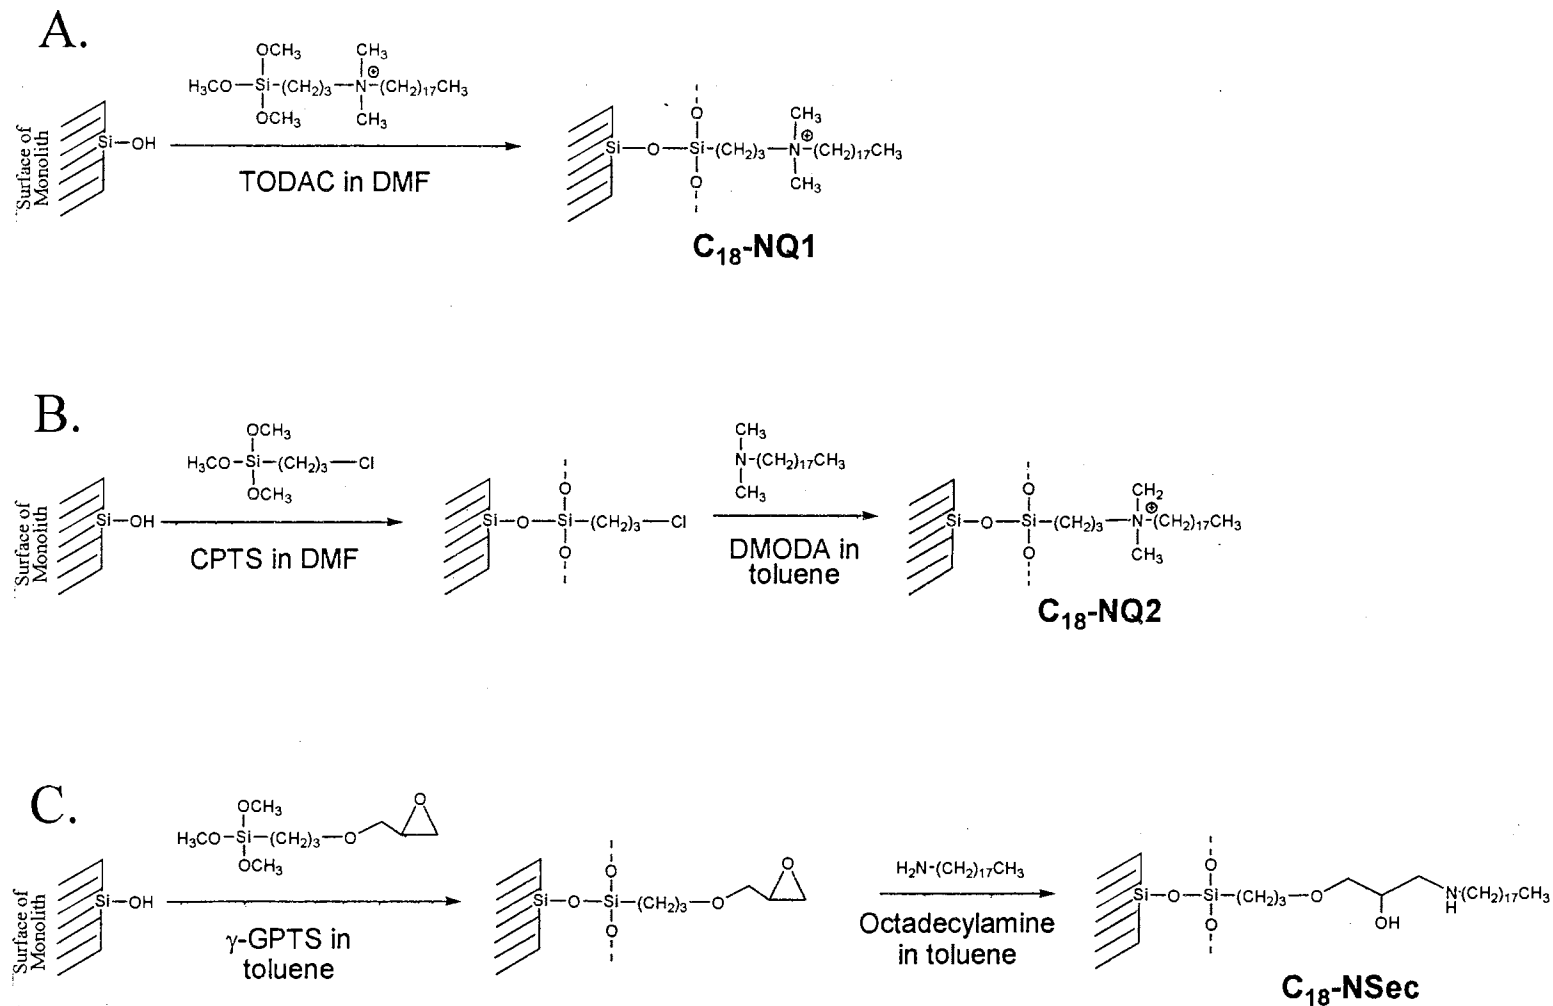 A.
OCH₃
CH₃
H₃CO-Si-(CH₂)₃-N⊕-(CH₂)₁₇CH₃
OCH₃
CH₃
Surface of
Monolith
Si-OH
TODAC in DMF
O
CH₃
Si-O-Si-(CH₂)₃-N⊕-(CH₂)₁₇CH₃
O
CH₃
C₁₈-NQ1
B.
OCH₃
H₃CO-Si-(CH₂)₃-Cl
OCH₃
Surface of
Monolith
Si-OH
CPTS in DMF
O
Si-O-Si-(CH₂)₃-Cl
O
CH₃
N-(CH₂)₁₇CH₃
CH₃
DMODA in
toluene
O
CH₂
Si-O-Si-(CH₂)₃-N⊕-(CH₂)₁₇CH₃
O
CH₃
C₁₈-NQ2
C.
OCH₃
O
H₃CO-Si-(CH₂)₃-O
OCH₃
Surface of
Monolith
Si-OH
γ-GPTS in
toluene
O
O
Si-O-Si-(CH₂)₃-O
O
H₂N-(CH₂)₁₇CH₃
Octadecylamine
in toluene
O
Si-O-Si-(CH₂)₃-O
N(CH₂)₁₇CH₃
H
OH
O
C₁₈-NSec